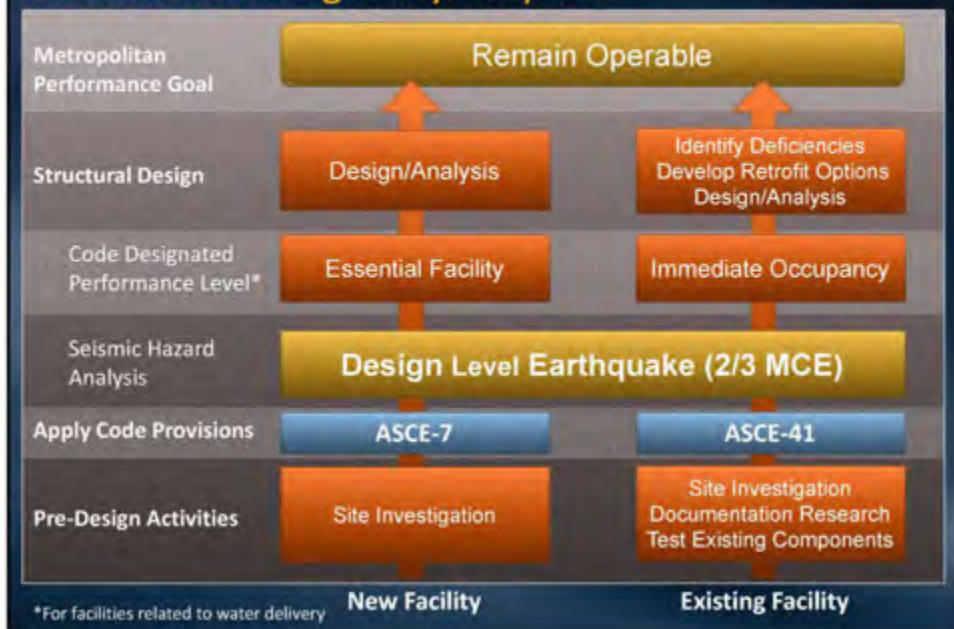 Metropolitan
Performance Goal
Remain Operable
Structural Design
Design/Analysis
Identify Deficiencies
Develop Retrofit Options
Design/Analysis
Code Designated
Performance Level*
Essential Facility
Immediate Occupancy
Seismic Hazard
Analysis
Design Level Earthquake (2/3 MCE)
Apply Code Provisions
ASCE-7
ASCE-41
Pre-Design Activities
Site Investigation
Site Investigation
Documentation Research
Test Existing Components
*For facilities related to water delivery
New Facility
Existing Facility